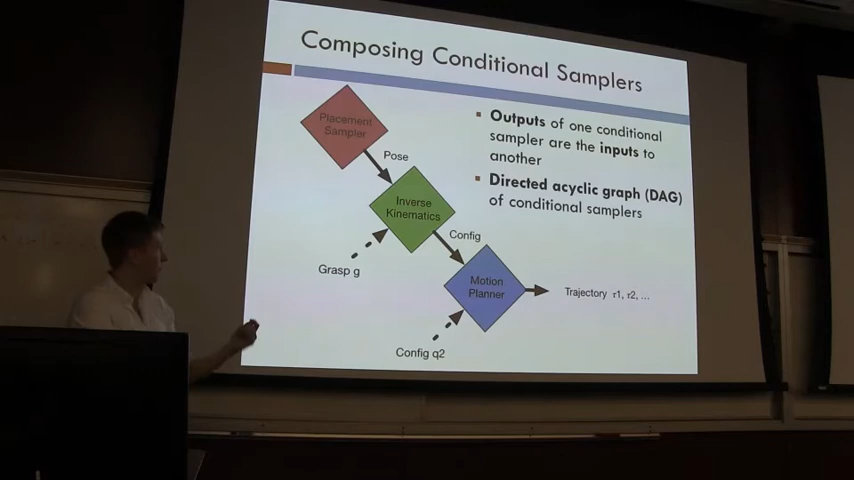 Composing Conditional Samplers
Placement
Sampler
Pose
Inverse
Kinematics
Config
Grasp g
Motion
Planner
Config q2
Trajectory τ1, τ2, ...
▪ Outputs of one conditional
sampler are the inputs to
another
▪ Directed acyclic graph (DAG)
of conditional samplers